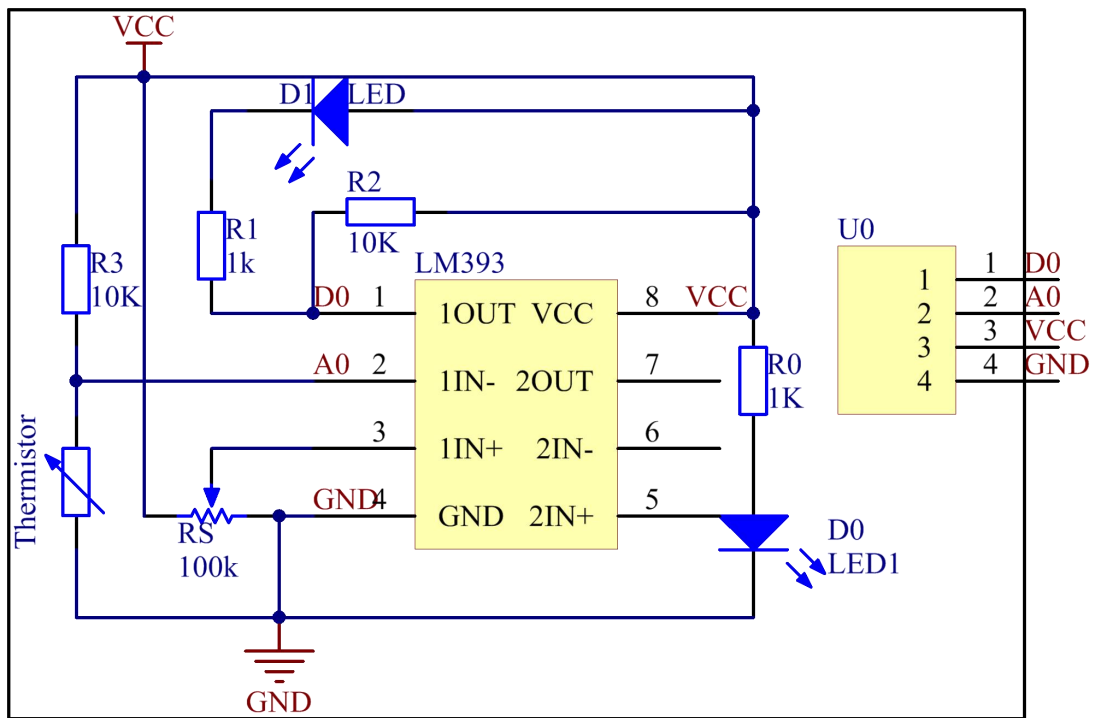 VCC
D1 LED
R2
10K
R1
1k
R3
10K
LM393
D0 1 1OUT VCC 8 VCC
A0 2 1IN- 2OUT 7
3 1IN+ 2IN- 6
GND 4 GND 2IN+ 5
R0
1K
Thermistor
RS
100k
D0
LED1
GND
U0
1 1 D0
2 2 A0
3 3 VCC
4 4 GND